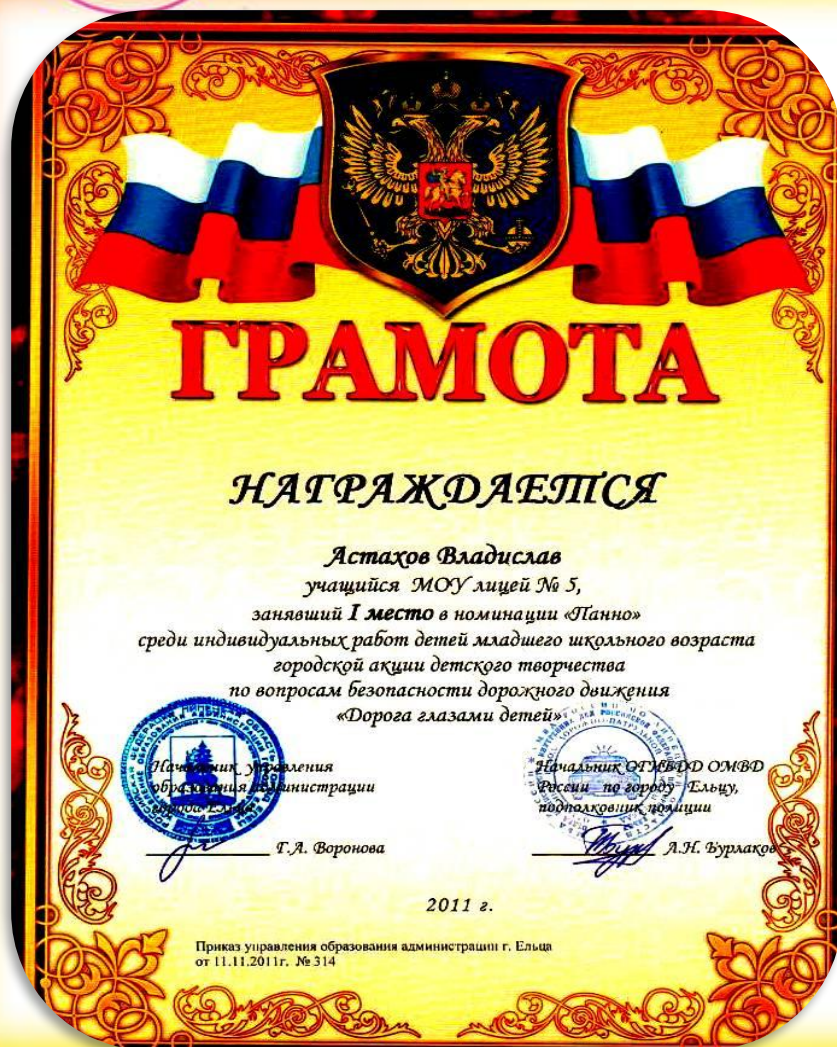 ГРАМОТА
НАГРАЖДАЕТСЯ
Астахов Владислав
учащийся МОУ лицей № 5,
занявший I место в номинации «Панно»
среди индивидуальных работ детей младшего школьного возраста
городской акции детского творчества
по вопросам безопасности дорожного движения
«Дорога глазами детей»
Начальник управления
образования администрации
города Ельца
Г.А. Воронова
Начальник ОГИБДД ОМВД
России по городу Ельцу,
подполковник полиции
А.Н. Бурлаков
2011 г.
Приказ управления образования администрации г. Ельца
от 11.11.2011г. № 314